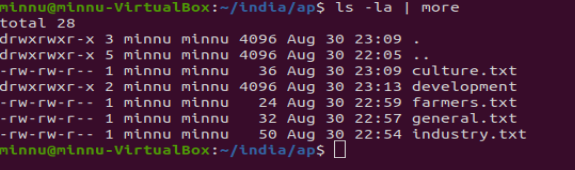 minnu@minnu-VirtualBox:~/india/ap$ ls -la | more
total 28
drwxrwxr-x 3 minnu minnu 4096 Aug 30 23:09 .
drwxrwxr-x 5 minnu minnu 4096 Aug 30 22:05 ..
-rw-rw-r-- 1 minnu minnu   36 Aug 30 23:09 culture.txt
drwxrwxr-x 2 minnu minnu 4096 Aug 30 23:13 development
-rw-rw-r-- 1 minnu minnu   24 Aug 30 22:59 farmers.txt
-rw-rw-r-- 1 minnu minnu   32 Aug 30 22:57 general.txt
-rw-rw-r-- 1 minnu minnu   50 Aug 30 22:54 industry.txt
minnu@minnu-VirtualBox:~/india/ap$